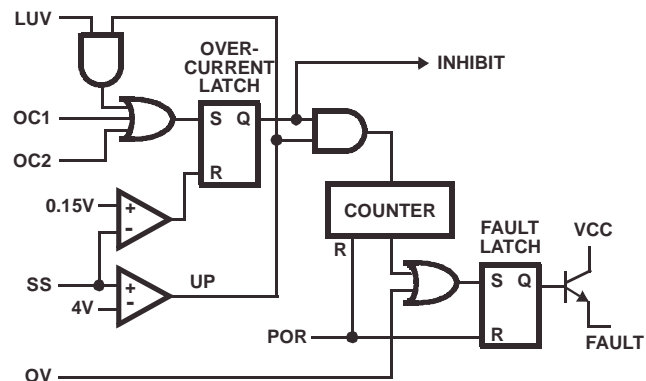 LUV
OVER-
CURRENT
LATCH
INHIBIT
OC1
S Q
OC2
R
0.15V
+
-
COUNTER
R
FAULT
LATCH
VCC
SS
+
-
4V
UP
S Q
R
POR
FAULT
OV